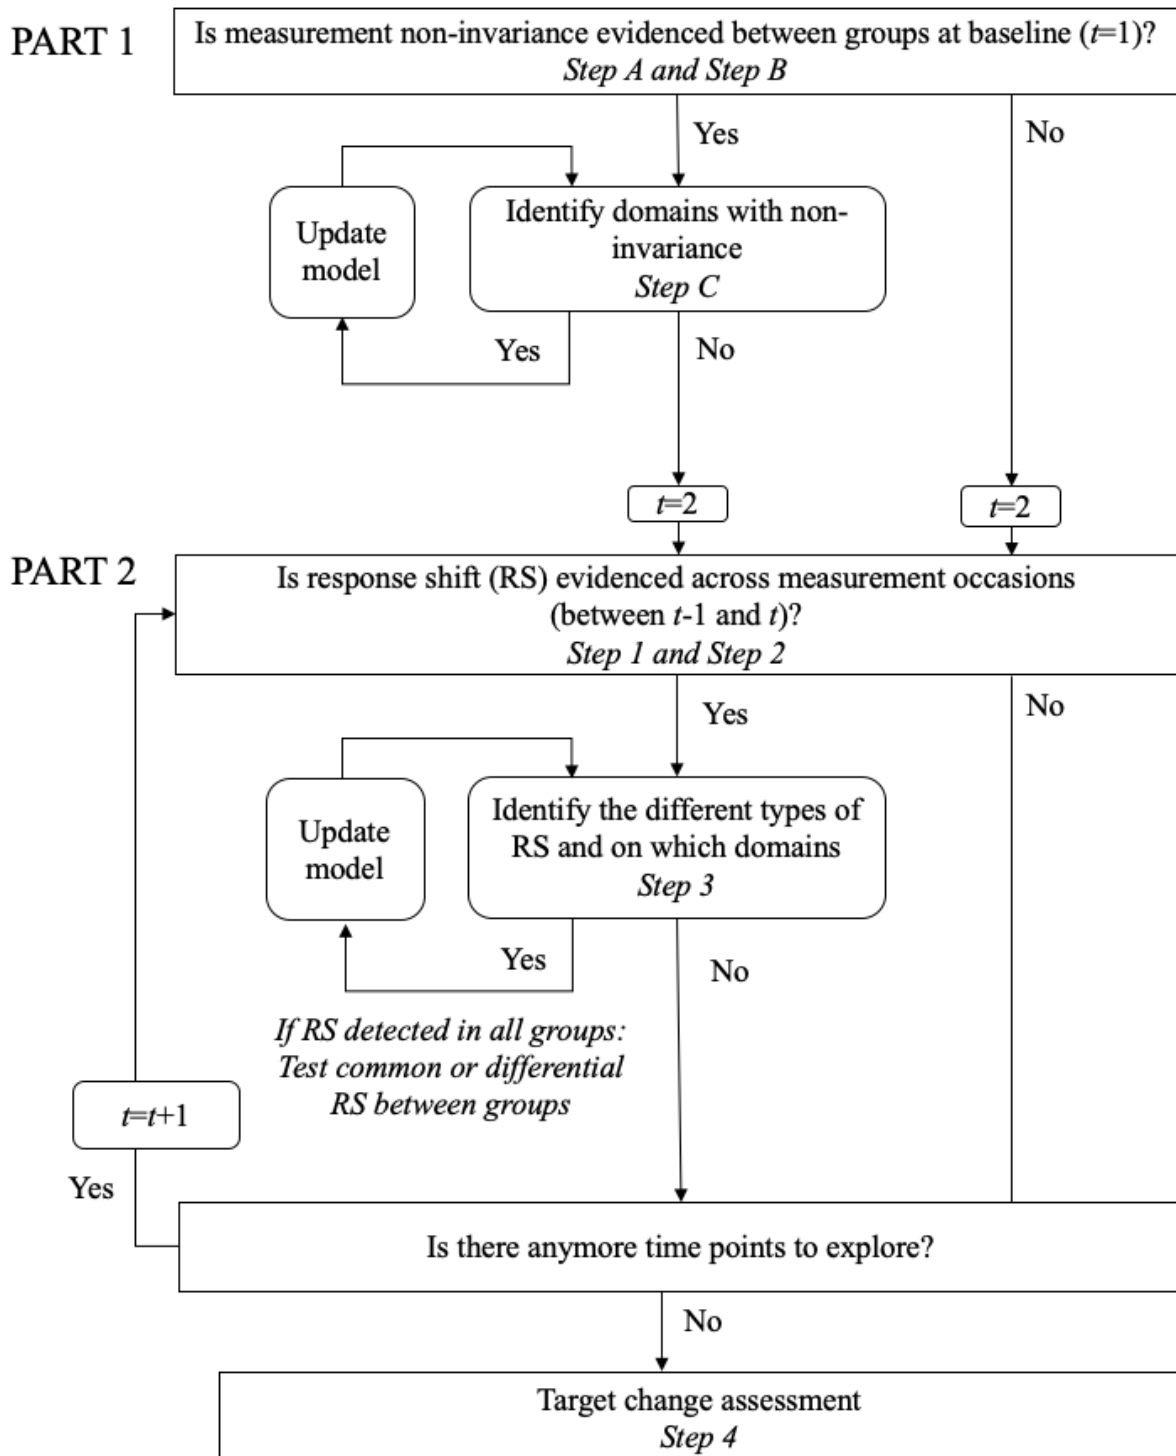 PART 1
Is measurement non-invariance evidenced between groups at baseline (t=1)?
Step A and Step B
Yes
No
Update
model
Identify domains with non-
invariance
Step C
Yes
No
t=2
t=2
PART 2
Is response shift (RS) evidenced across measurement occasions
(between t-1 and t)?
Step 1 and Step 2
Yes
No
Update
model
Identify the different types of
RS and on which domains
Step 3
Yes
No
If RS detected in all groups:
Test common or differential
RS between groups
t=t+1
Yes
Is there anymore time points to explore?
No
Target change assessment
Step 4